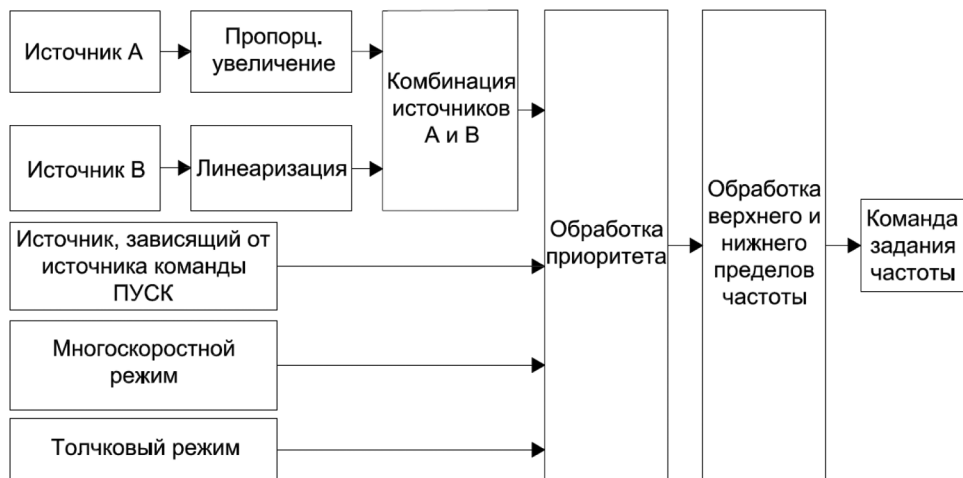 Источник А
Пропорц.
увеличение
Комбинация
источников
А и В
Источник В
Линеаризация
Источник, зависящий от
источника команды
ПУСК
Многоскоростной
режим
Толчковый режим
Обработка
приоритета
Обработка
верхнего и
нижнего
пределов
частоты
Команда
задания
частоты